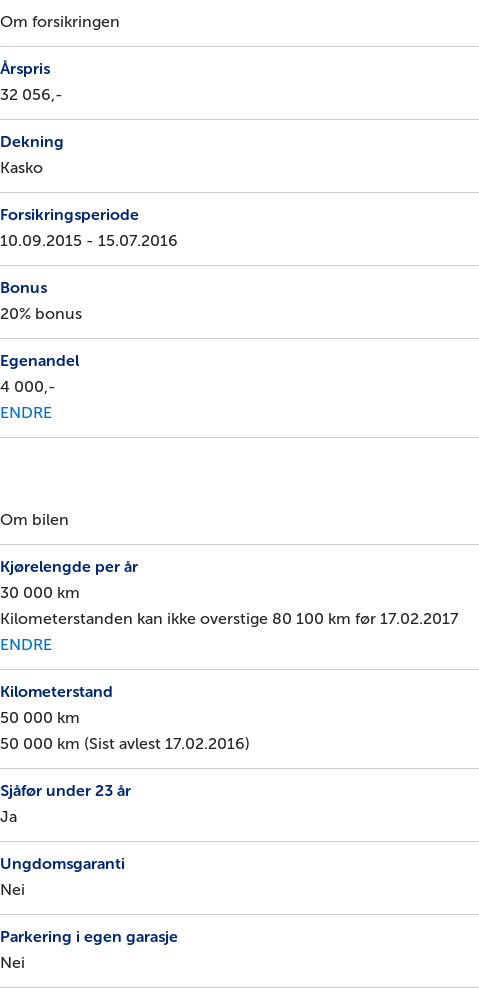 Om forsikringen
Årspris
32 056,-
Dekning
Kasko
Forsikringsperiode
10.09.2015 - 15.07.2016
Bonus
20% bonus
Egenandel
4 000,-
ENDRE
Om bilen
Kjørelengde per år
30 000 km
Kilometerstanden kan ikke overstige 80 100 km før 17.02.2017
ENDRE
Kilometerstand
50 000 km
50 000 km (Sist avlest 17.02.2016)
Sjåfør under 23 år
Ja
Ungdomsgaranti
Nei
Parkering i egen garasje
Nei